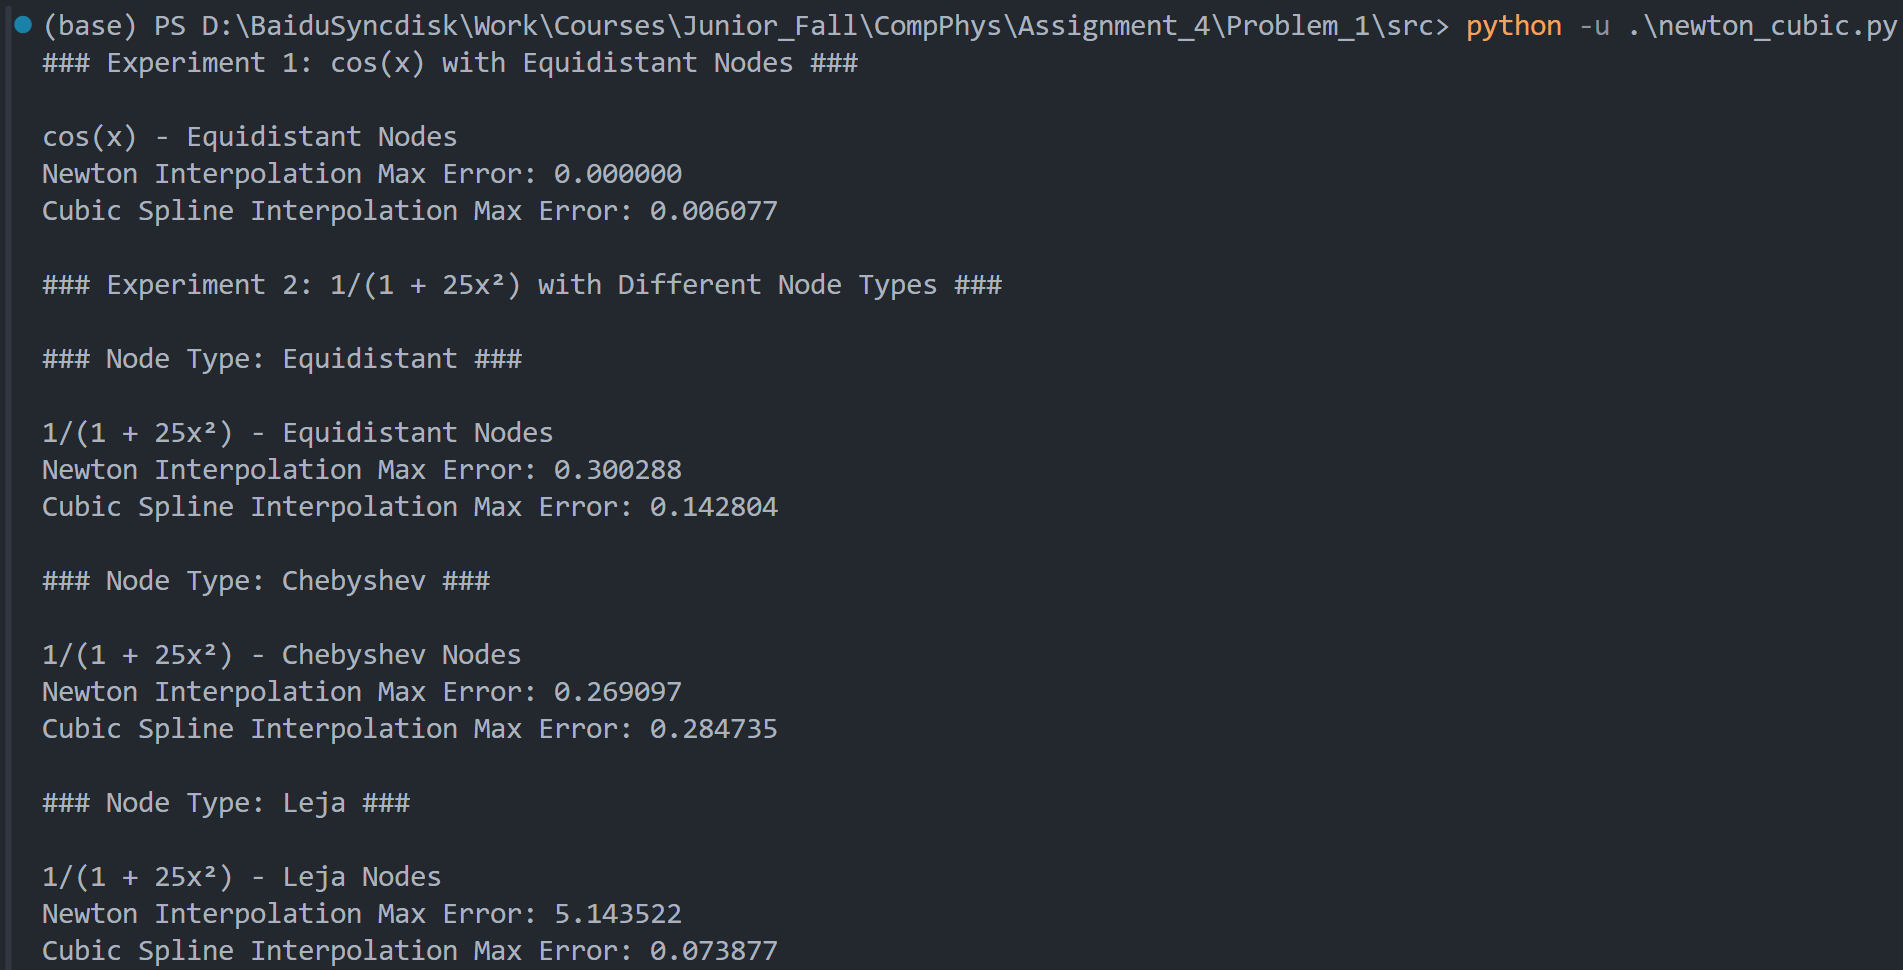 (base) PS D:\BaiduSyncdisk\Work\Courses\Junior_Fall\CompPhys\Assignment_4\Problem_1\src> python -u .\newton_cubic.py
### Experiment 1: cos(x) with Equidistant Nodes ###
cos(x) - Equidistant Nodes
Newton Interpolation Max Error: 0.000000
Cubic Spline Interpolation Max Error: 0.006077
### Experiment 2: 1/(1 + 25x²) with Different Node Types ###
### Node Type: Equidistant ###
1/(1 + 25x²) - Equidistant Nodes
Newton Interpolation Max Error: 0.300288
Cubic Spline Interpolation Max Error: 0.142804
### Node Type: Chebyshev ###
1/(1 + 25x²) - Chebyshev Nodes
Newton Interpolation Max Error: 0.269097
Cubic Spline Interpolation Max Error: 0.284735
### Node Type: Leja ###
1/(1 + 25x²) - Leja Nodes
Newton Interpolation Max Error: 5.143522
Cubic Spline Interpolation Max Error: 0.073877